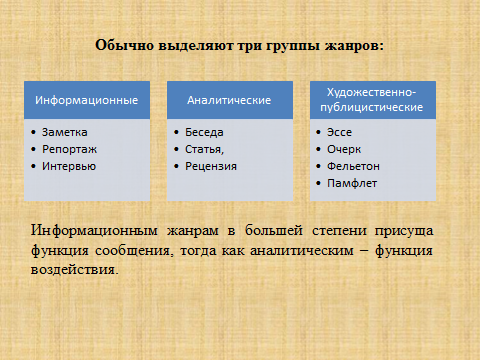 Обычно выделяют три группы жанров:
Информационные
• Заметка
• Репортаж
• Интервью
Аналитические
• Беседа
• Статья,
• Рецензия
Художественно-
публицистические
• Эссе
• Очерк
• Фельетон
• Памфлет
Информационным жанрам в большей степени присуща
функция сообщения, тогда как аналитическим – функция
воздействия.